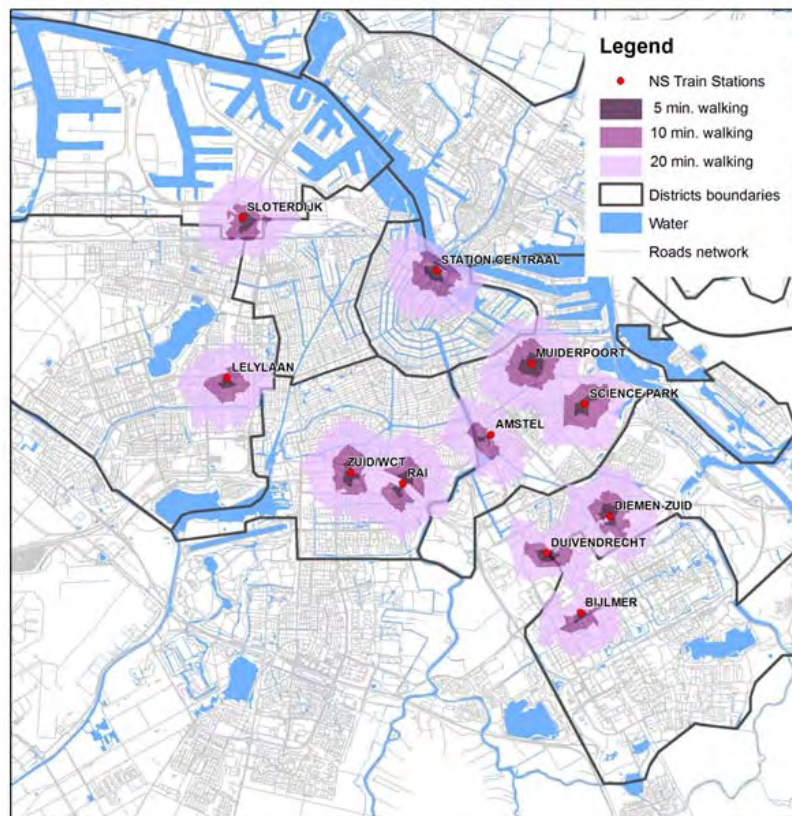 Legend
NS Train Stations
5 min. walking
10 min. walking
20 min. walking
Districts boundaries
Water
Roads network
SLOTERDIJK
STATION CENTRAAL
MUIDERPOORT
LELYLAAN
SCIENCE PARK
AMSTEL
ZUID/WCT
RAI
DIEMEN-ZUID
DUIVENDRECHT
BIJLMER